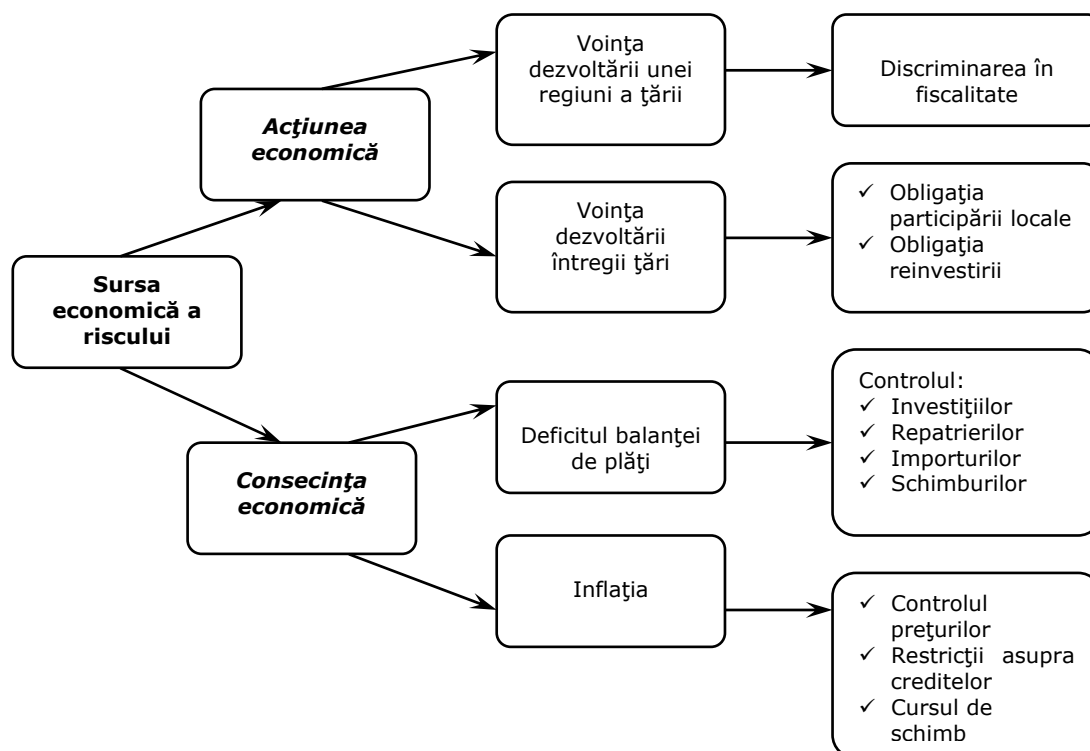 Voinţa
dezvoltării unei
regiuni a ţării
Discriminarea în
fiscalitate
Acţiunea
economică
Voinţa
dezvoltării
întregii ţări
✓ Obligaţia
participării locale
✓ Obligaţia
reinvestirii
Sursa
economică a
riscului
Deficitul balanţei
de plăţi
Controlul:
✓ Investiţiilor
✓ Repatrierilor
✓ Importurilor
✓ Schimburilor
Consecinţa
economică
Inflaţia
✓ Controlul
preţurilor
✓ Restricţii asupra
creditelor
✓ Cursul de
schimb